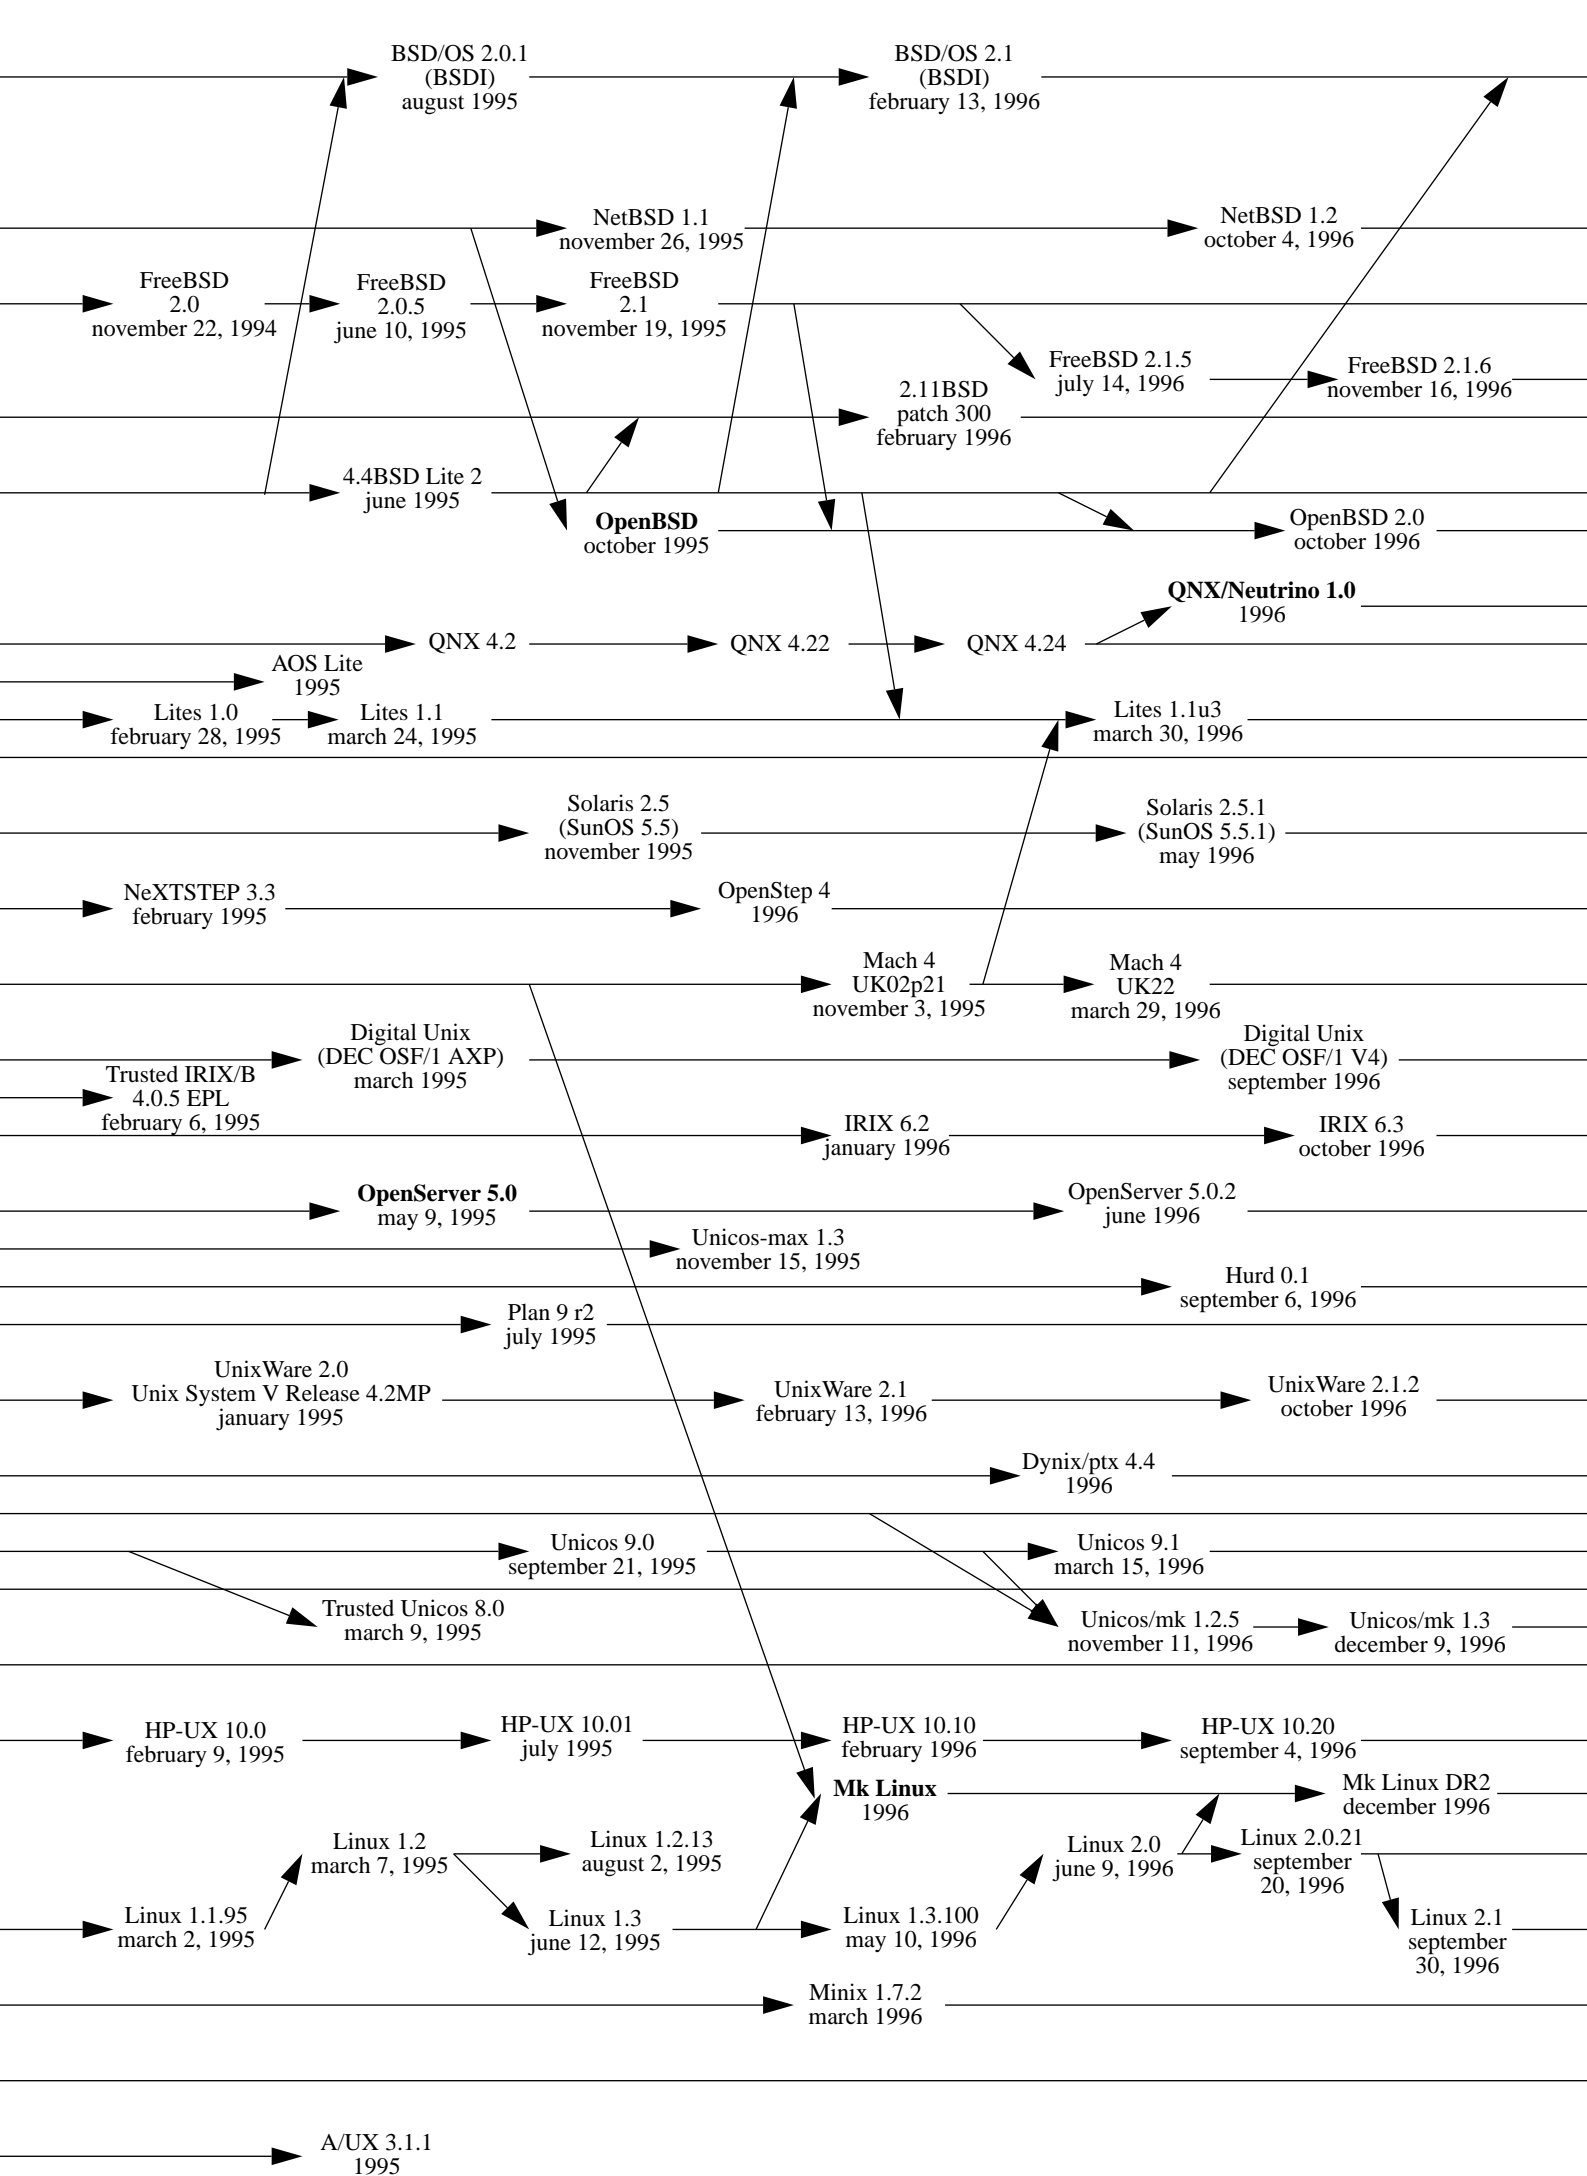 BSD/OS 2.0.1
(BSDI)
august 1995
BSD/OS 2.1
(BSDI)
february 13, 1996
NetBSD 1.1
november 26, 1995
NetBSD 1.2
october 4, 1996
FreeBSD
2.0
november 22, 1994
FreeBSD
2.0.5
june 10, 1995
FreeBSD
2.1
november 19, 1995
FreeBSD 2.1.5
july 14, 1996
FreeBSD 2.1.6
november 16, 1996
2.11BSD
patch 300
february 1996
4.4BSD Lite 2
june 1995
OpenBSD
october 1995
OpenBSD 2.0
october 1996
QNX/Neutrino 1.0
1996
QNX 4.2
QNX 4.22
QNX 4.24
AOS Lite
1995
Lites 1.0
february 28, 1995
Lites 1.1
march 24, 1995
Lites 1.1u3
march 30, 1996
Solaris 2.5
(SunOS 5.5)
november 1995
Solaris 2.5.1
(SunOS 5.5.1)
may 1996
NeXTSTEP 3.3
february 1995
OpenStep 4
1996
Mach 4
UK02p21
november 3, 1995
Mach 4
UK22
march 29, 1996
Digital Unix
(DEC OSF/1 AXP)
march 1995
Digital Unix
(DEC OSF/1 V4)
september 1996
Trusted IRIX/B
4.0.5 EPL
february 6, 1995
IRIX 6.2
january 1996
IRIX 6.3
october 1996
OpenServer 5.0
may 9, 1995
OpenServer 5.0.2
june 1996
Unicos-max 1.3
november 15, 1995
Hurd 0.1
september 6, 1996
Plan 9 r2
july 1995
UnixWare 2.0
Unix System V Release 4.2MP
january 1995
UnixWare 2.1
february 13, 1996
UnixWare 2.1.2
october 1996
Dynix/ptx 4.4
1996
Unicos 9.0
september 21, 1995
Unicos 9.1
march 15, 1996
Trusted Unicos 8.0
march 9, 1995
Unicos/mk 1.2.5
november 11, 1996
Unicos/mk 1.3
december 9, 1996
HP-UX 10.0
february 9, 1995
HP-UX 10.01
july 1995
HP-UX 10.10
february 1996
HP-UX 10.20
september 4, 1996
Mk Linux
1996
Mk Linux DR2
december 1996
Linux 1.2
march 7, 1995
Linux 1.2.13
august 2, 1995
Linux 2.0
june 9, 1996
Linux 2.0.21
september
20, 1996
Linux 1.1.95
march 2, 1995
Linux 1.3
june 12, 1995
Linux 1.3.100
may 10, 1996
Linux 2.1
september
30, 1996
Minix 1.7.2
march 1996
A/UX 3.1.1
1995